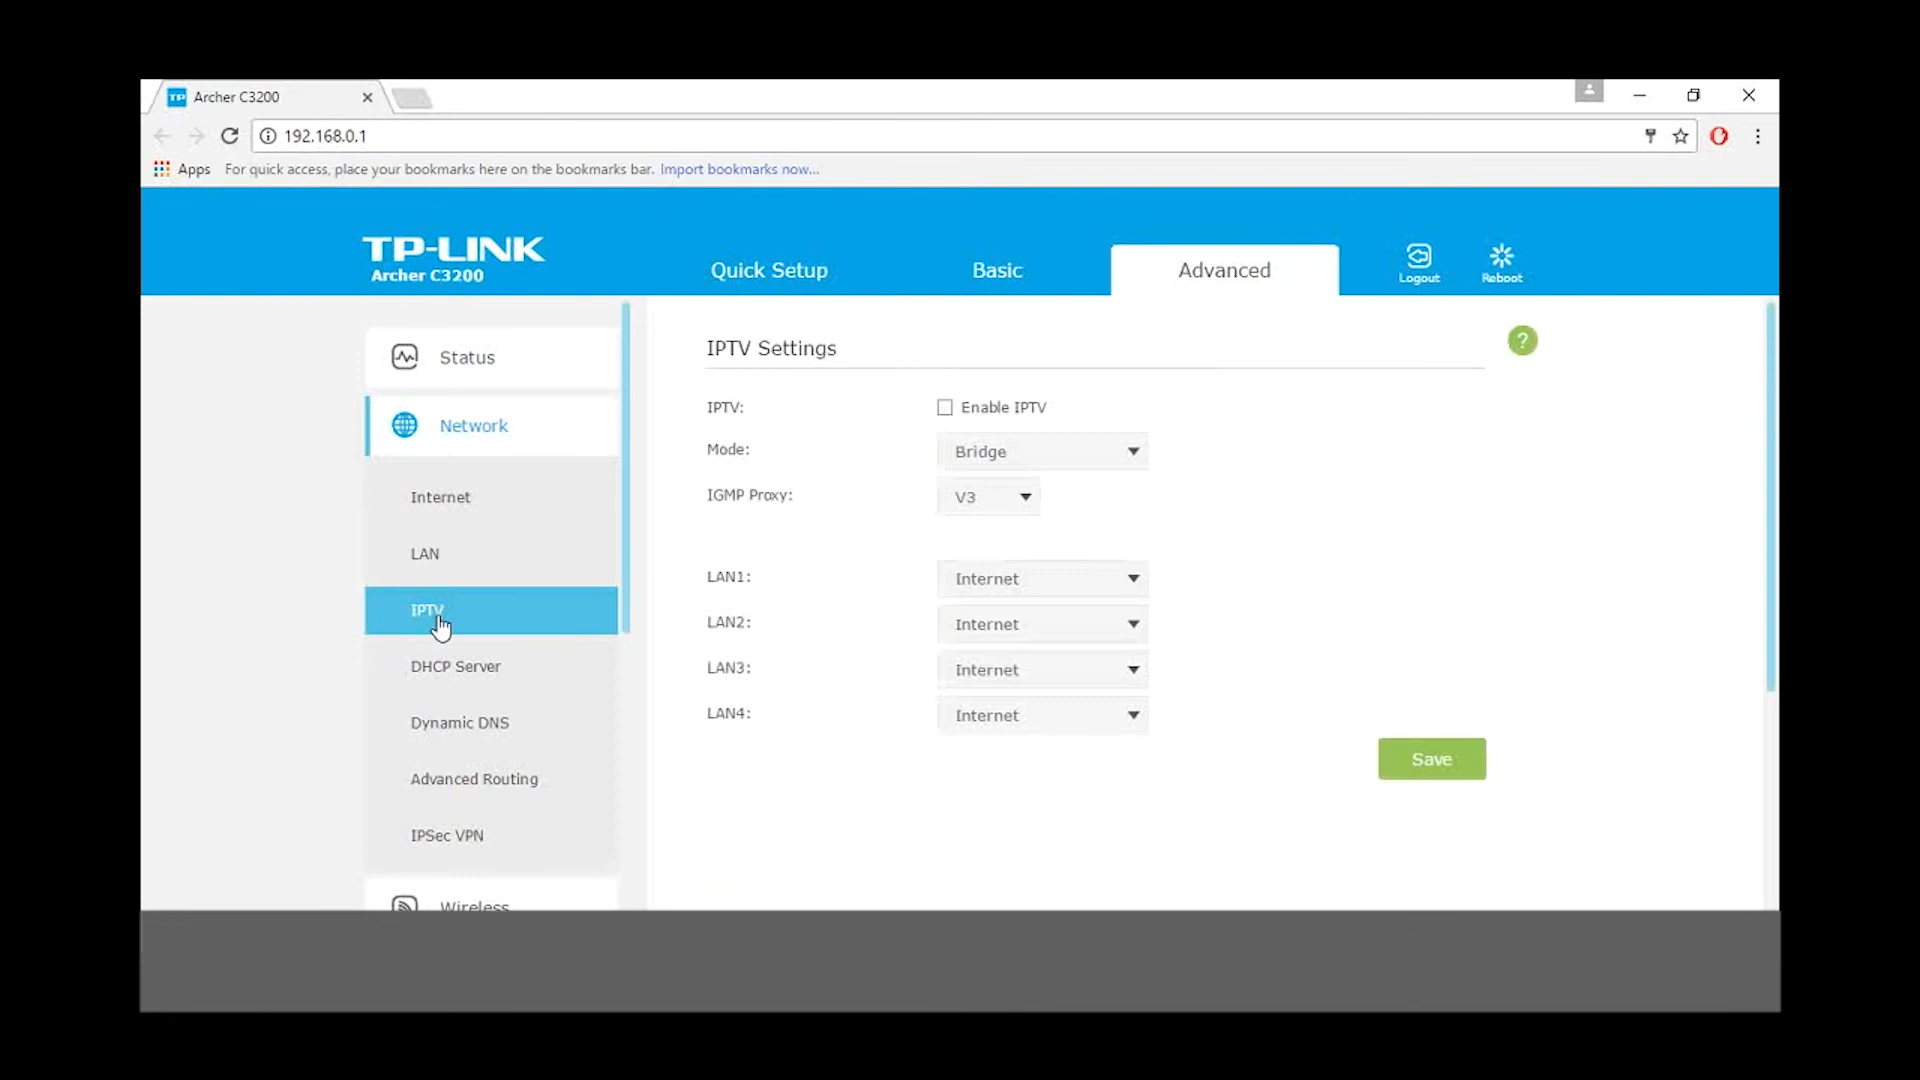 TP Archer C3200
192.168.0.1
Apps For quick access, place your bookmarks here on the bookmarks bar. Import bookmarks now...
TP-LINK
Archer C3200
Quick Setup
Basic
Advanced
Logout
Reboot
Status
Network
Internet
LAN
IPTV
DHCP Server
Dynamic DNS
Advanced Routing
IPSec VPN
Wireless
IPTV Settings
?
IPTV: Enable IPTV
Mode: Bridge
IGMP Proxy: V3
LAN1: Internet
LAN2: Internet
LAN3: Internet
LAN4: Internet
Save